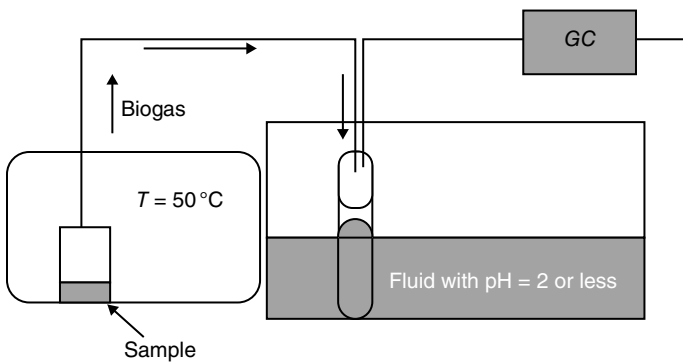 GC
Biogas
T = 50 °C
Fluid with pH = 2 or less
Sample